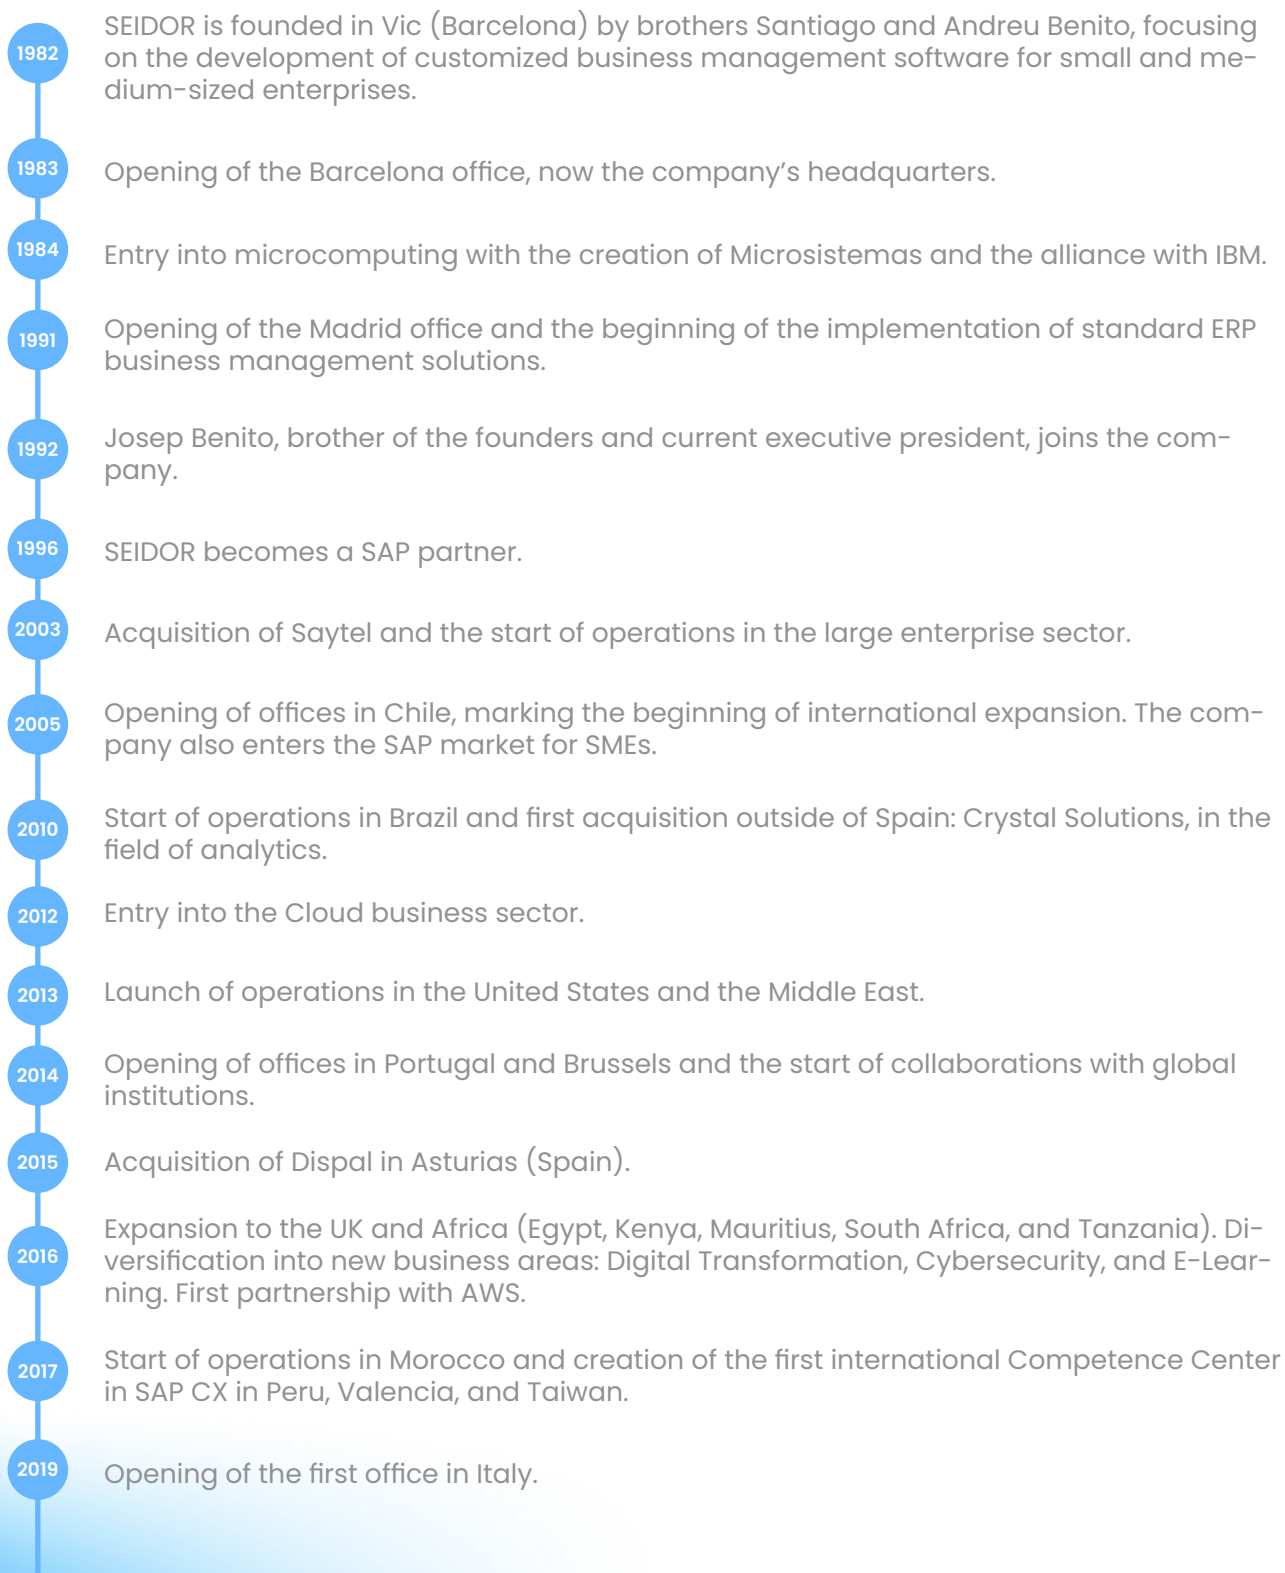 1982
SEIDOR is founded in Vic (Barcelona) by brothers Santiago and Andreu Benito, focusing
on the development of customized business management software for small and me-
dium-sized enterprises.
1983
Opening of the Barcelona office, now the company's headquarters.
1984
Entry into microcomputing with the creation of Microsistemas and the alliance with IBM.
1991
Opening of the Madrid office and the beginning of the implementation of standard ERP
business management solutions.
1992
Josep Benito, brother of the founders and current executive president, joins the com-
pany.
1996
SEIDOR becomes a SAP partner.
2003
Acquisition of Saytel and the start of operations in the large enterprise sector.
2005
Opening of offices in Chile, marking the beginning of international expansion. The com-
pany also enters the SAP market for SMEs.
2010
Start of operations in Brazil and first acquisition outside of Spain: Crystal Solutions, in the
field of analytics.
2012
Entry into the Cloud business sector.
2013
Launch of operations in the United States and the Middle East.
2014
Opening of offices in Portugal and Brussels and the start of collaborations with global
institutions.
2015
Acquisition of Dispal in Asturias (Spain).
2016
Expansion to the UK and Africa (Egypt, Kenya, Mauritius, South Africa, and Tanzania). Di-
versification into new business areas: Digital Transformation, Cybersecurity, and E-Lear-
ning. First partnership with AWS.
2017
Start of operations in Morocco and creation of the first international Competence Center
in SAP CX in Peru, Valencia, and Taiwan.
2019
Opening of the first office in Italy.